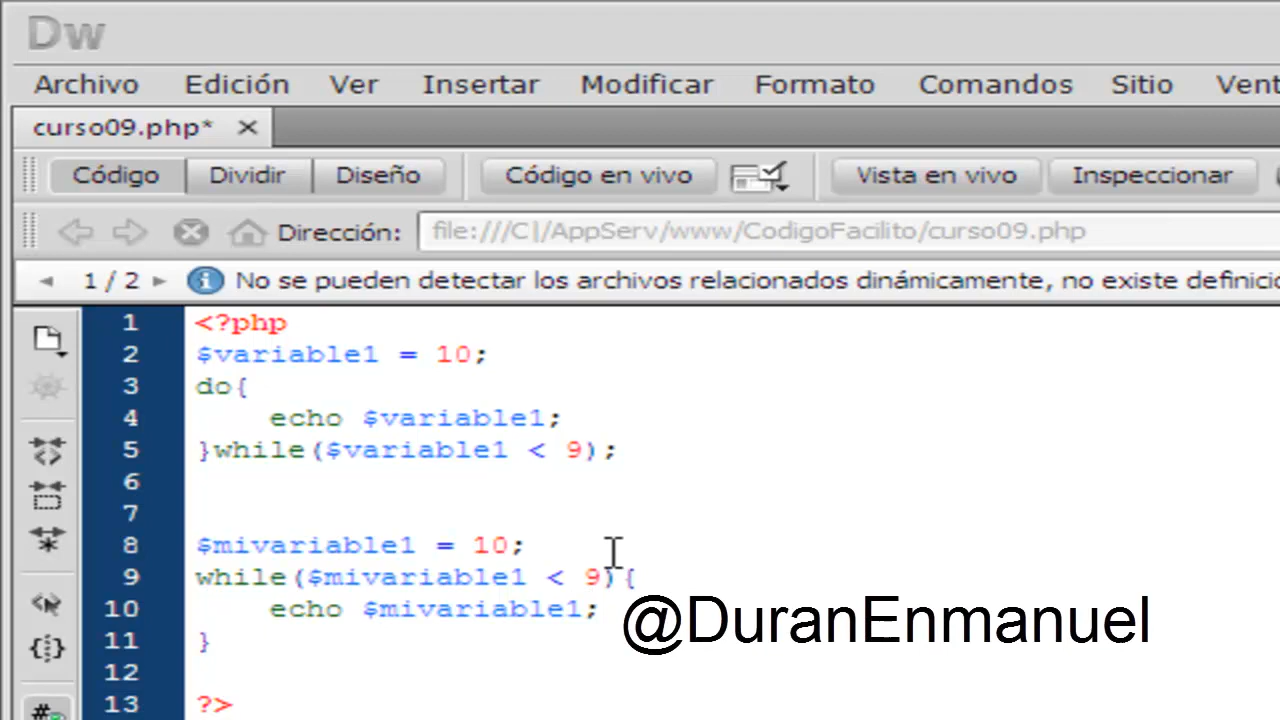 Dw
Archivo Edición Ver Insertar Modificar Formato Comandos Sitio Vent
curso09.php* ×
Código Dividir Diseño Código en vivo Vista en vivo Inspeccionar
Dirección: file:///C|/AppServ/www/CodigoFacilito/curso09.php
1 / 2 No se pueden detectar los archivos relacionados dinámicamente, no existe definicio
1 <?php
2 $variable1 = 10;
3 do{
4 echo $variable1;
5 }while($variable1 < 9);
6
7
8 $mivariable1 = 10;
9 while($mivariable1 < 9){
10 echo $mivariable1;
@DuranEnmanuel
11 }
12
13 ?>